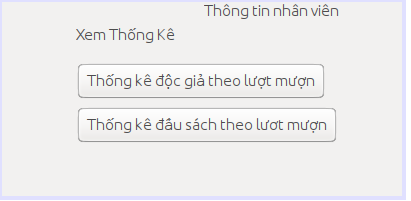 Thông tin nhân viên
Xem Thống Kê
Thống kê độc giả theo lượt mượn
Thống kê đầu sách theo lươt mượn